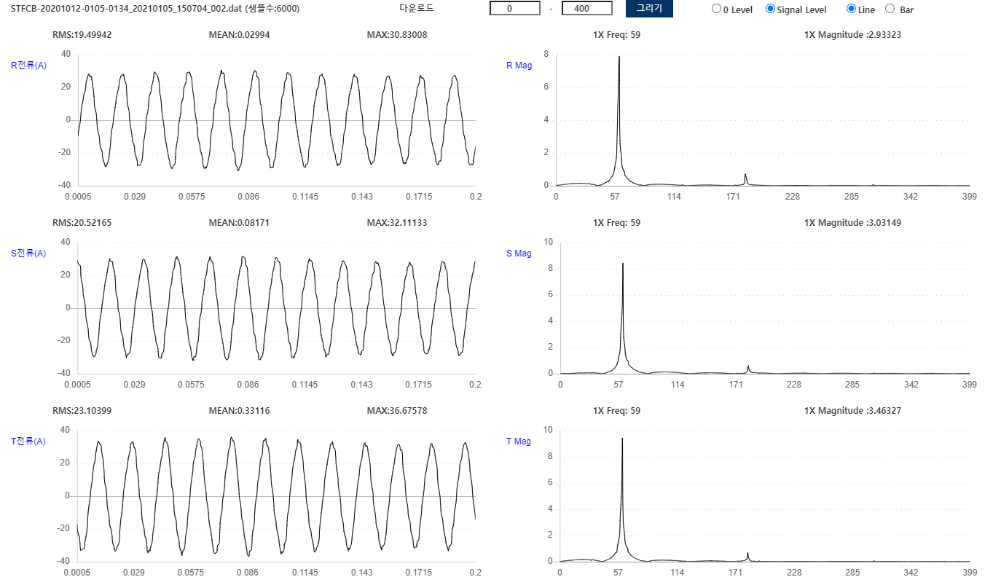 STFCB-20201012-0105-0134_20210105_150704_002.dat (샘플수:6000) 다운로드 0 - 400 그리기 0 Level Signal Level Line Bar
RMS:19.49942 MEAN:0.02994 MAX:30.83008 1X Freq: 59 1X Magnitude :2.93323
R전류(A) R Mag
40
20
0
-20
-40
0.0005 0.029 0.0575 0.086 0.1145 0.143 0.1715 0.2
8
6
4
2
0
0 57 114 171 228 285 342 399
RMS:20.52165 MEAN:0.08171 MAX:32.11133 1X Freq: 59 1X Magnitude :3.03149
S전류(A) S Mag
40
20
0
-20
-40
0.0005 0.029 0.0575 0.086 0.1145 0.143 0.1715 0.2
10
8
6
4
2
0
0 57 114 171 228 285 342 399
RMS:23.10399 MEAN:0.33116 MAX:36.67578 1X Freq: 59 1X Magnitude :3.46327
T전류(A) T Mag
40
20
0
-20
-40
0.0005 0.029 0.0575 0.086 0.1145 0.143 0.1715 0.2
10
8
6
4
2
0
0 57 114 171 228 285 342 399